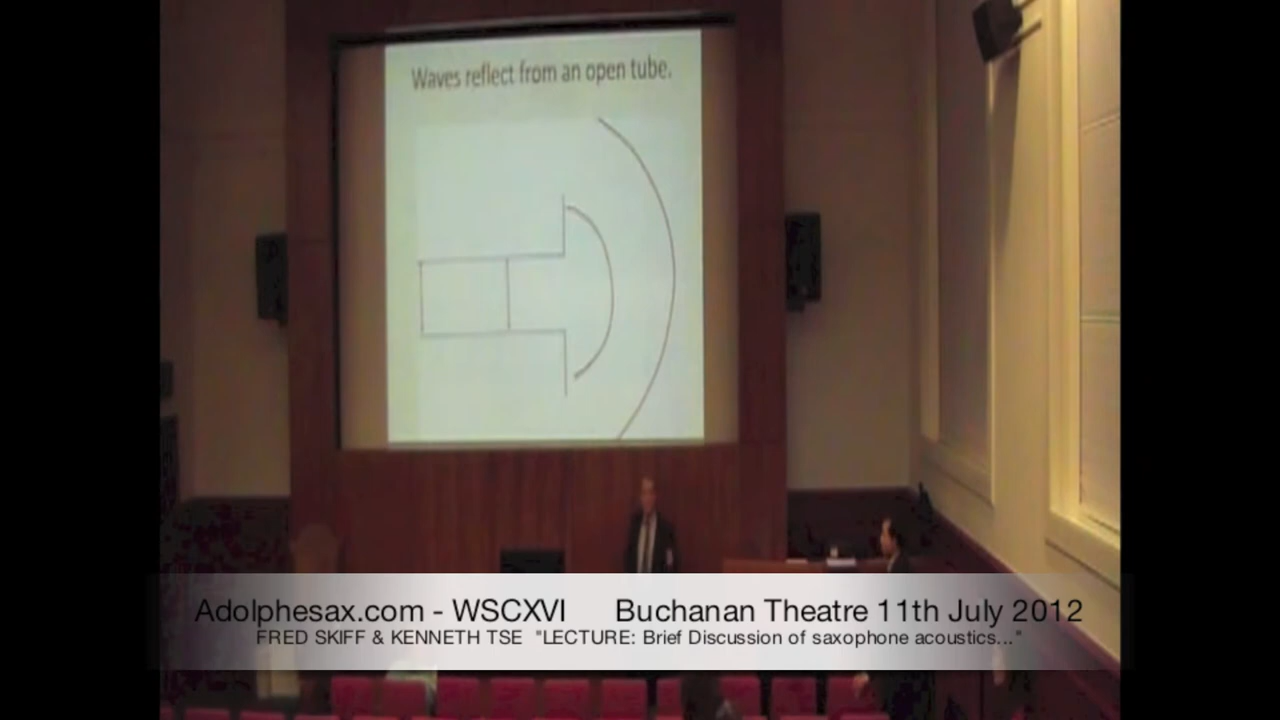 Waves reflect from an open tube.
Adolphesax.com - WSCXVI Buchanan Theatre 11th July 2012
FRED SKIFF & KENNETH TSE "LECTURE: Brief Discussion of saxophone acoustics..."